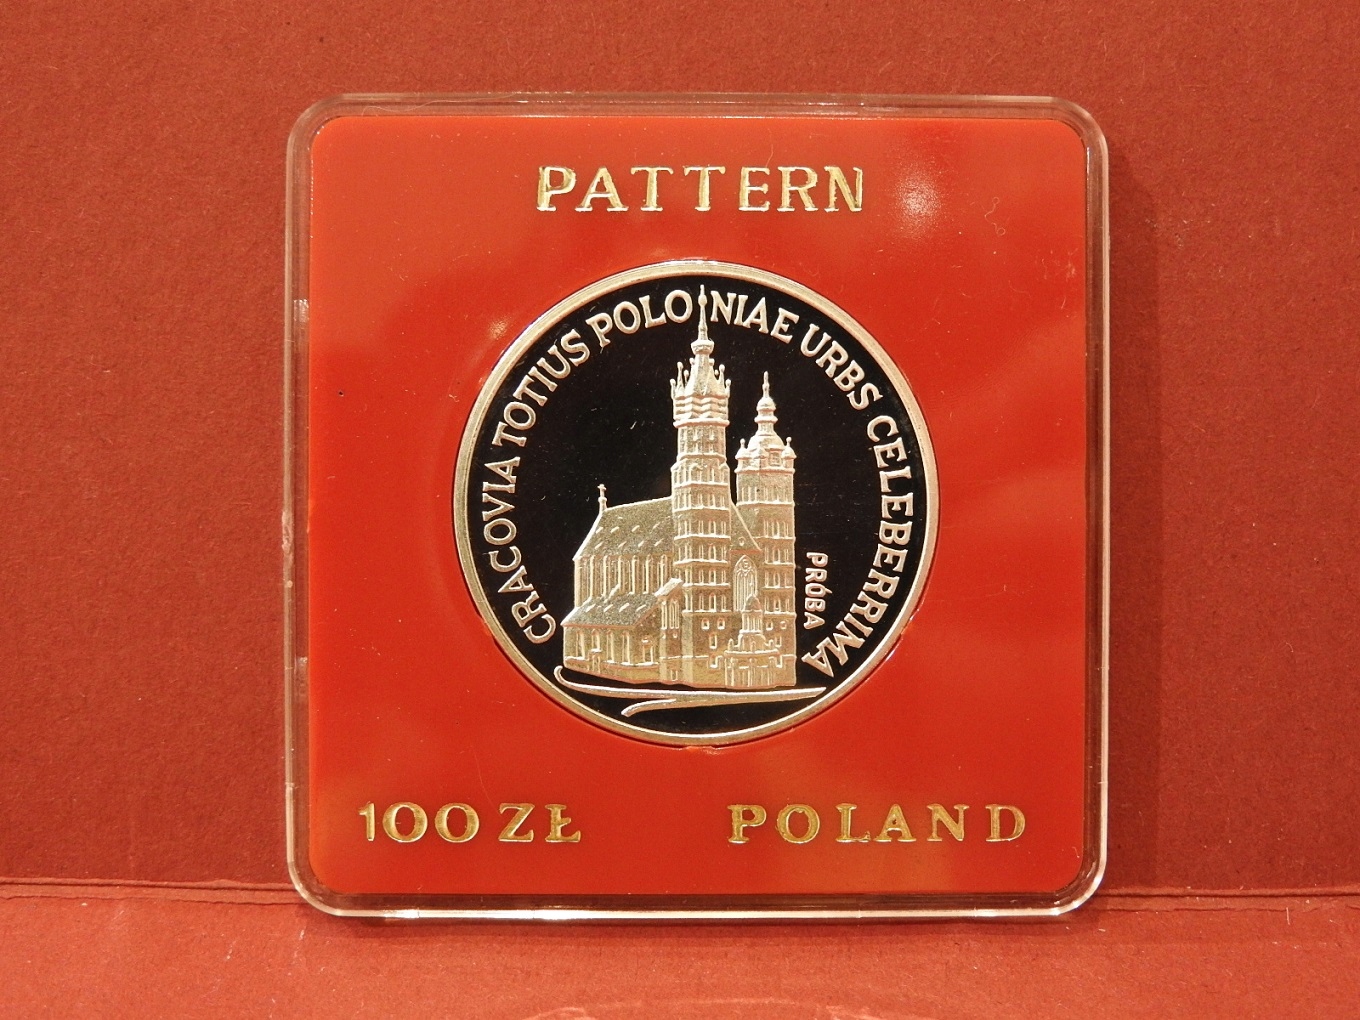 PATTERN
CRACOVIA TOTIUS POLONIAE URBS CELEBERRIMA
PRÓBA
100 ZŁ POLAND